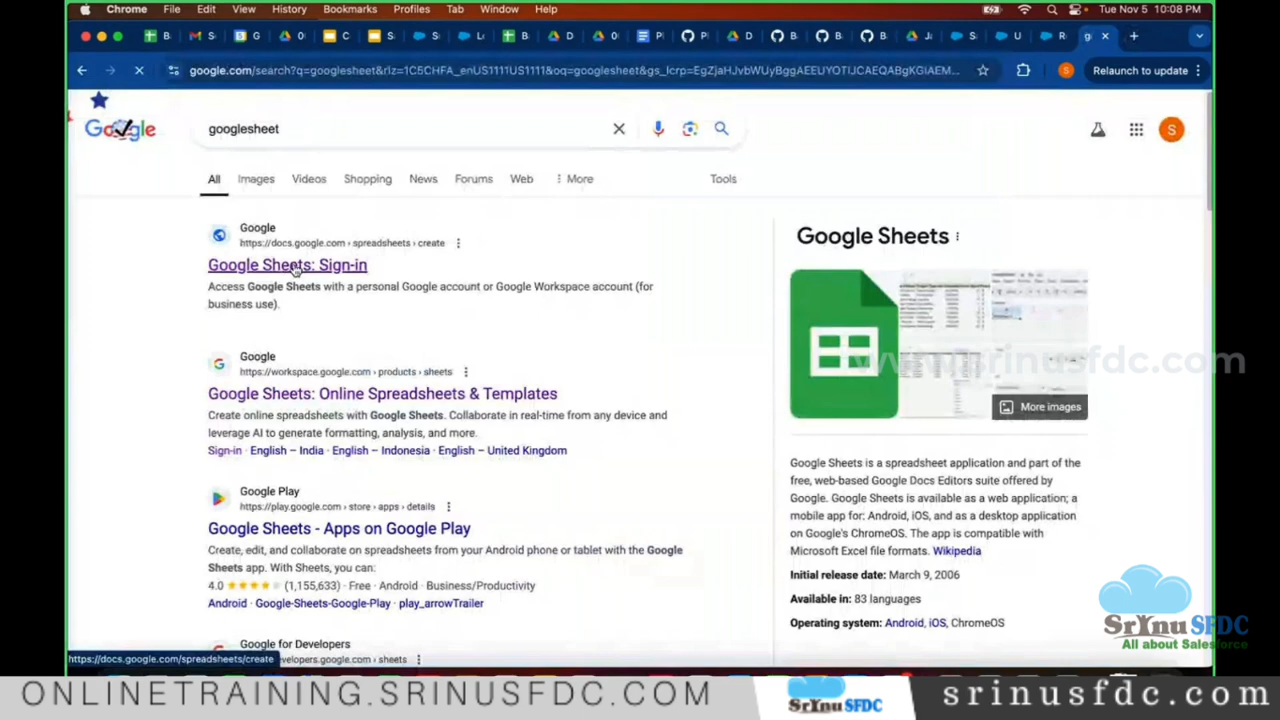 Chrome File Edit View History Bookmarks Profiles Tab Window Help Tue Nov 5 10:08 PM
google.com/search?q=googlesheet&rlz=1C5CHFA_enUS1111US1111&oq=googlesheet&gs_lcrp=EgZjaHJvbWUyBggAEEUYOTIJCAEQABgKGIAEM... Relaunch to update
Google googlesheet
All Images Videos Shopping News Forums Web More Tools
Google
https://docs.google.com › spreadsheets › create
Google Sheets: Sign-in
Access Google Sheets with a personal Google account or Google Workspace account (for
business use).
Google
https://workspace.google.com › products › sheets
Google Sheets: Online Spreadsheets & Templates
Create online spreadsheets with Google Sheets. Collaborate in real-time from any device and
leverage AI to generate formatting, analysis, and more.
Sign-in · English – India · English – Indonesia · English – United Kingdom
Google Play
https://play.google.com › store › apps › details
Google Sheets - Apps on Google Play
Create, edit, and collaborate on spreadsheets from your Android phone or tablet with the Google
Sheets app. With Sheets, you can:
4.0 (1,155,633) · Free · Android · Business/Productivity
Android · Google-Sheets-Google-Play · play_arrowTrailer
Google for Developers
velopers.google.com › sheets
https://docs.google.com/spreadsheets/create
Google Sheets
More images
Google Sheets is a spreadsheet application and part of the
free, web-based Google Docs Editors suite offered by
Google. Google Sheets is available as a web application; a
mobile app for: Android, iOS, and as a desktop application
on Google's ChromeOS. The app is compatible with
Microsoft Excel file formats. Wikipedia
Initial release date: March 9, 2006
Available in: 83 languages
Operating system: Android, iOS, ChromeOS
www.srinusfdc.com
SrInu SFDC
All about Salesforce
ONLINETRAINING.SRINUSFDC.COM
SrInu SFDC
srinusfdc.com